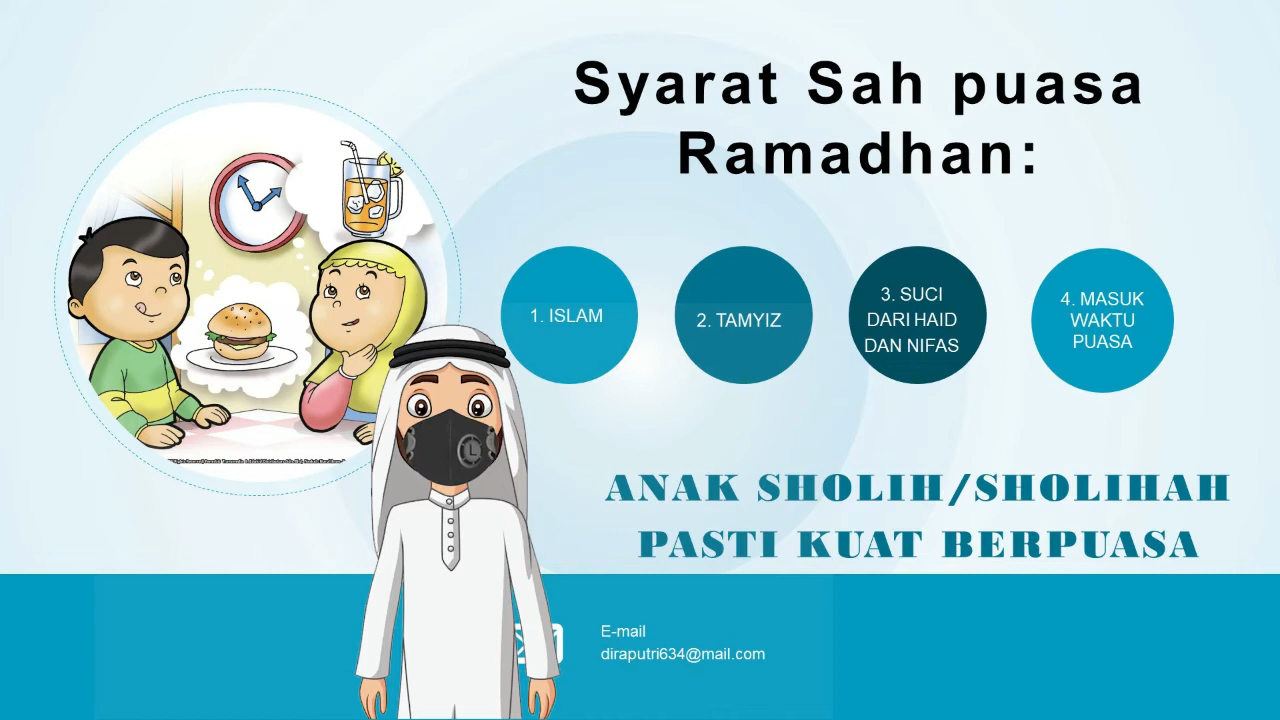 Syarat Sah puasa
Ramadhan:
1. ISLAM
2. TAMYIZ
3. SUCI
DARI HAID
DAN NIFAS
4. MASUK
WAKTU
PUASA
ANAK SHOLIH/SHOLIHAH
PASTI KUAT BERPUASA
E-mail
diraputri634@mail.com